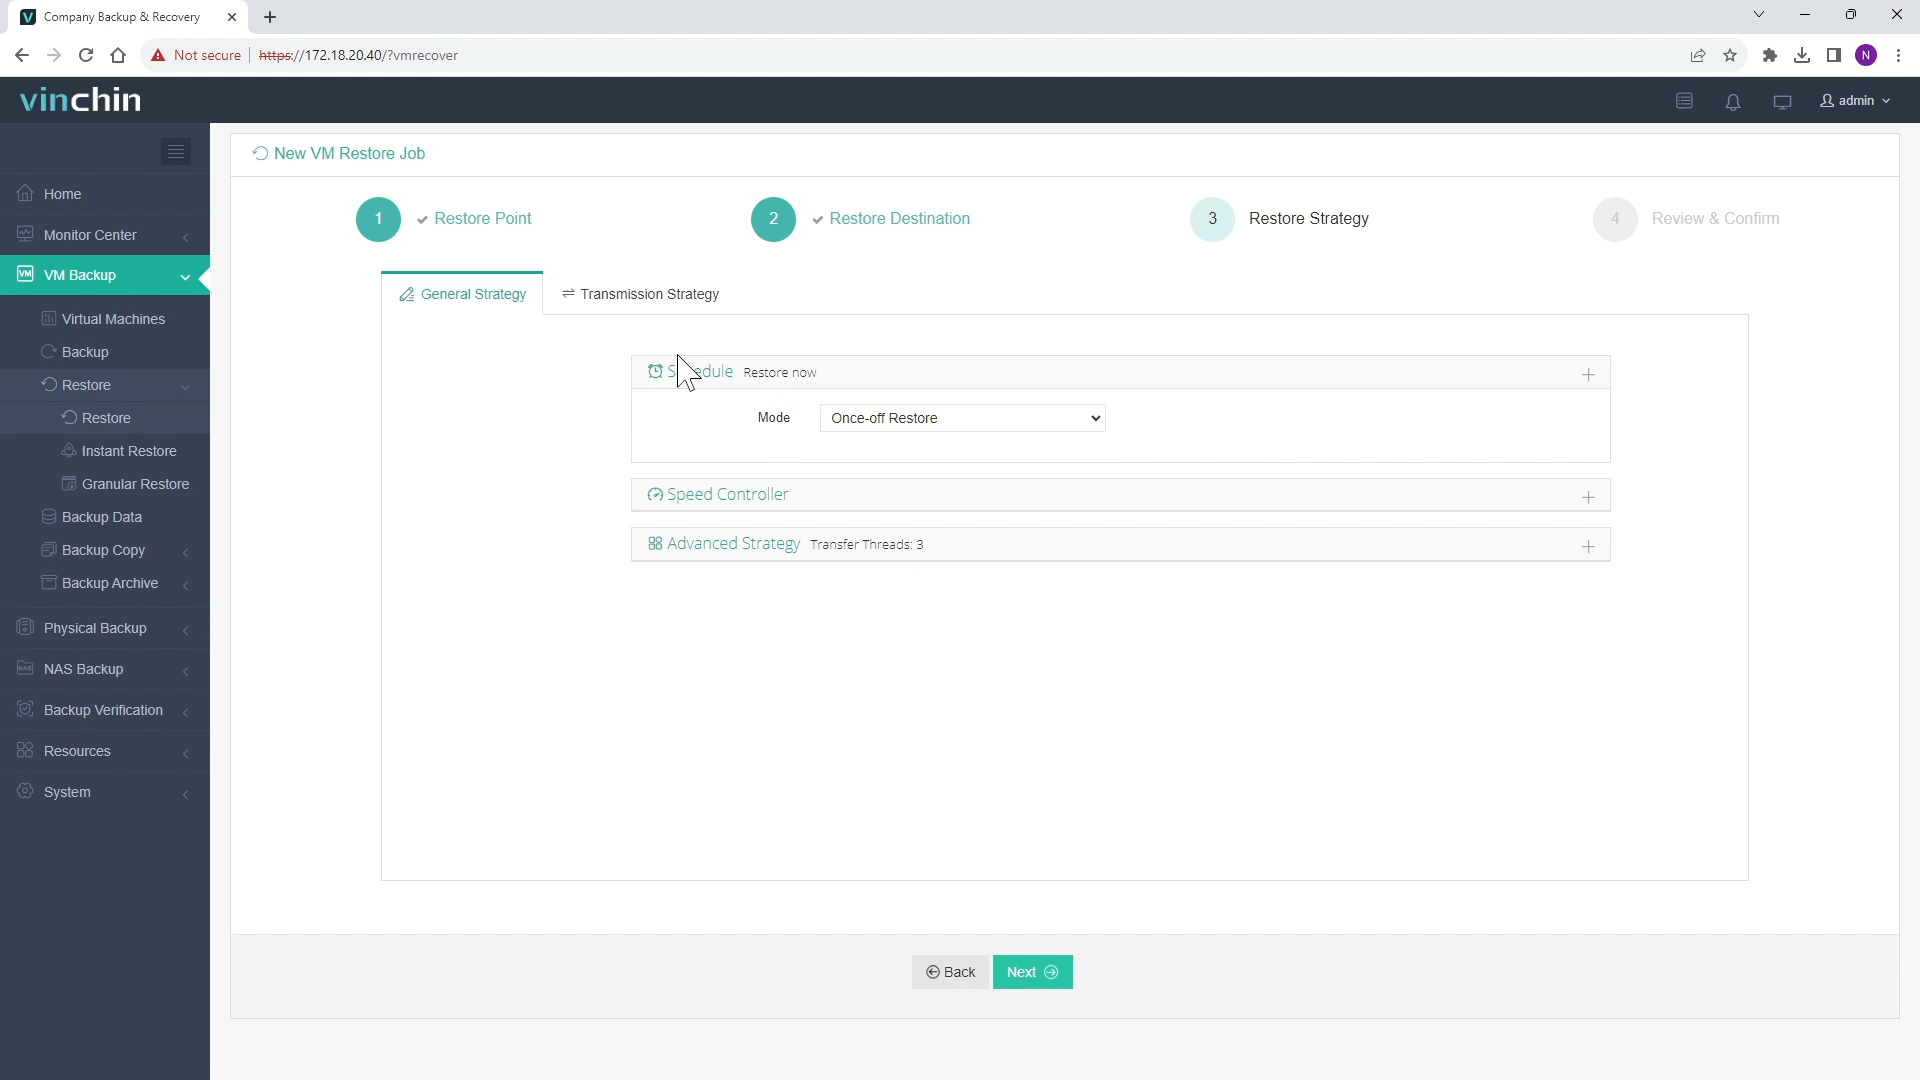 Company Backup & Recovery
Not secure
https://172.18.20.40/?vmrecover
N
vinchin
admin
New VM Restore Job
1
Restore Point
2
Restore Destination
3
Restore Strategy
4
Review & Confirm
Home
Monitor Center
VM Backup
Virtual Machines
Backup
Restore
Restore
Instant Restore
Granular Restore
Backup Data
Backup Copy
Backup Archive
Physical Backup
NAS Backup
Backup Verification
Resources
System
General Strategy
Transmission Strategy
Restore now
Mode
Once-off Restore
Speed Controller
Advanced Strategy Transfer Threads: 3
Back
Next